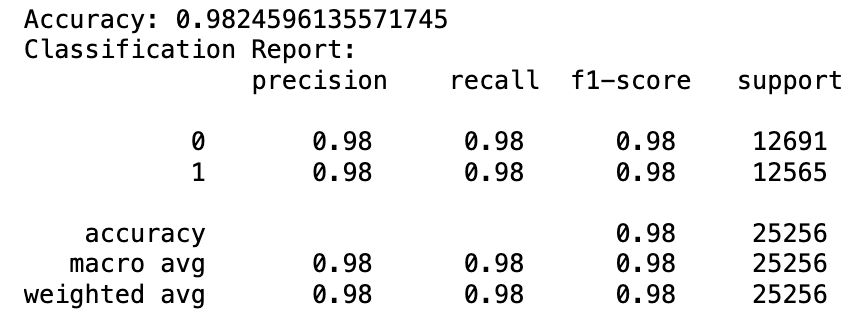 Accuracy: 0.9824596135571745
Classification Report:
precision recall f1-score support
0 0.98 0.98 0.98 12691
1 0.98 0.98 0.98 12565
accuracy 0.98 25256
macro avg 0.98 0.98 0.98 25256
weighted avg 0.98 0.98 0.98 25256